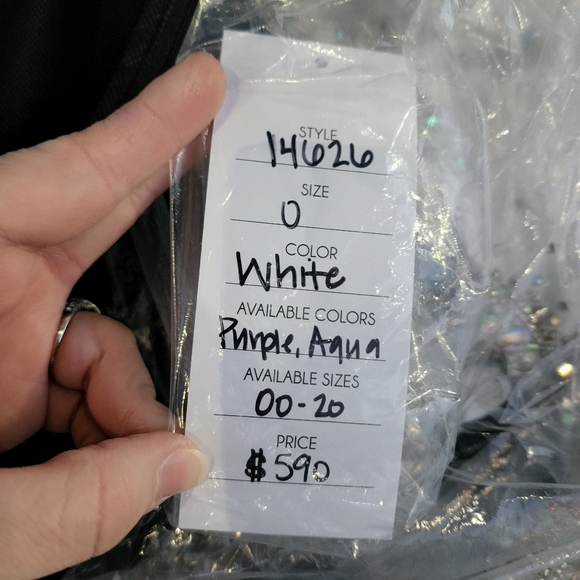 STYLE
14626
SIZE
0
COLOR
White
AVAILABLE COLORS
Purple, Aqua
AVAILABLE SIZES
00-20
PRICE
$590